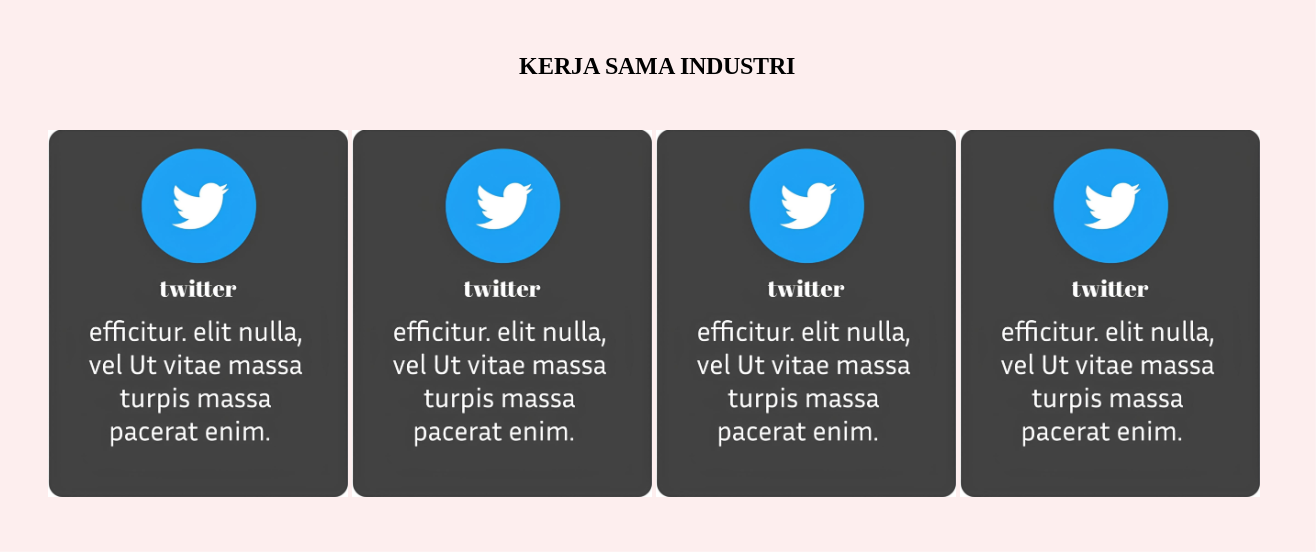 KERJA SAMA INDUSTRI
twitter
efficitur. elit nulla,
vel Ut vitae massa
turpis massa
pacerat enim.
twitter
efficitur. elit nulla,
vel Ut vitae massa
turpis massa
pacerat enim.
twitter
efficitur. elit nulla,
vel Ut vitae massa
turpis massa
pacerat enim.
twitter
efficitur. elit nulla,
vel Ut vitae massa
turpis massa
pacerat enim.